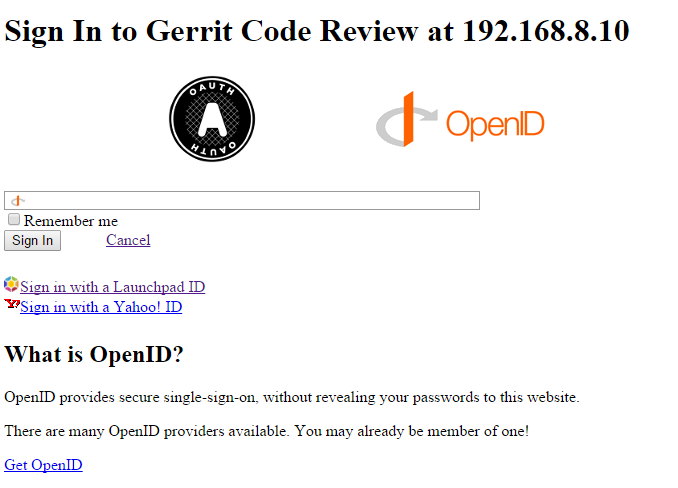 Sign In to Gerrit Code Review at 192.168.8.10
OAUTH
A
OAUTH
OpenID
Remember me
Sign In Cancel
Sign in with a Launchpad ID
Y! Sign in with a Yahoo! ID
What is OpenID?
OpenID provides secure single-sign-on, without revealing your passwords to this website.
There are many OpenID providers available. You may already be member of one!
Get OpenID